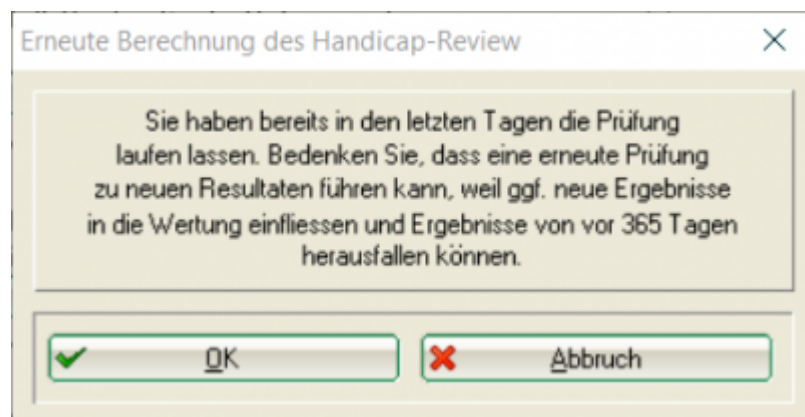 Erneute Berechnung des Handicap-Review
Sie haben bereits in den letzten Tagen die Prüfung
laufen lassen. Bedenken Sie, dass eine erneute Prüfung
zu neuen Resultaten führen kann, weil ggf. neue Ergebnisse
in die Wertung einfliessen und Ergebnisse von vor 365 Tagen
herausfallen können.
OK
Abbruch